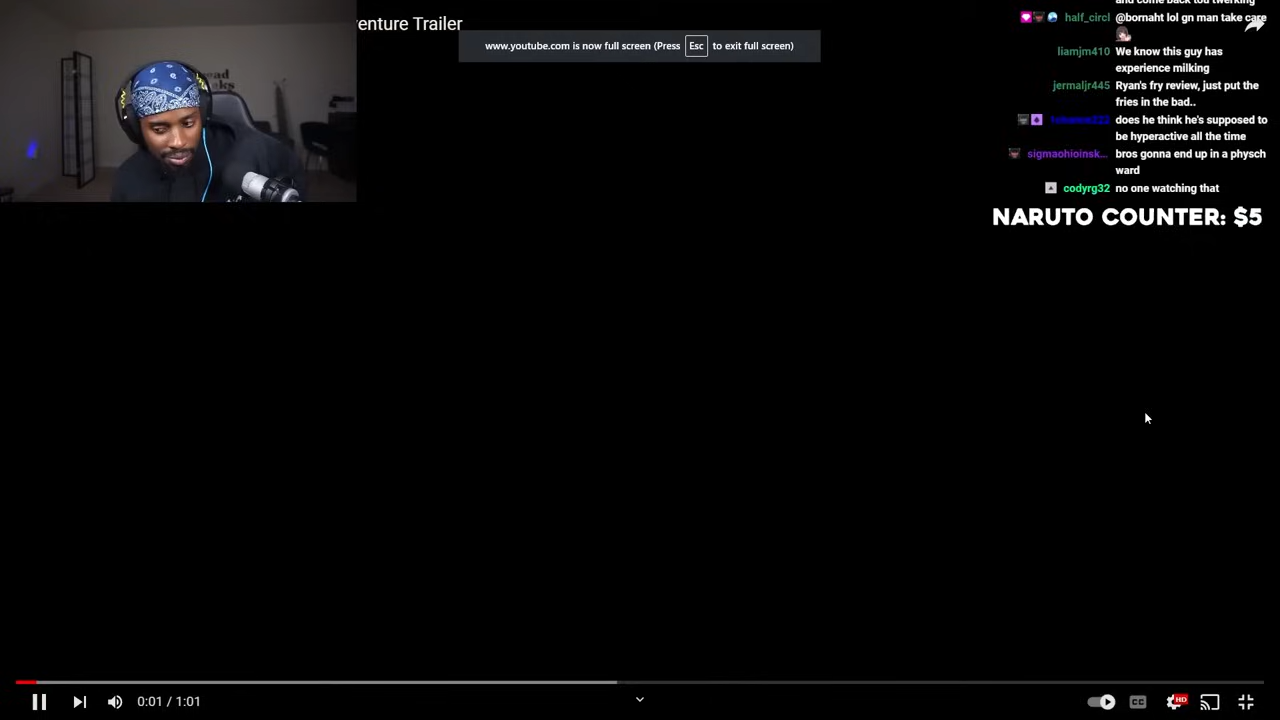 enture Trailer
www.youtube.com is now full screen (Press Esc to exit full screen)
half_circl @bornaht lol gn man take care
liamjm410 We know this guy has
experience milking
jermaljr445 Ryan's fry review, just put the
fries in the bad..
does he think he's supposed to
be hyperactive all the time
sigmaohioinsk... bros gonna end up in a physch
ward
codyrg32 no one watching that
NARUTO COUNTER: $5
0:01 / 1:01
CC
HD